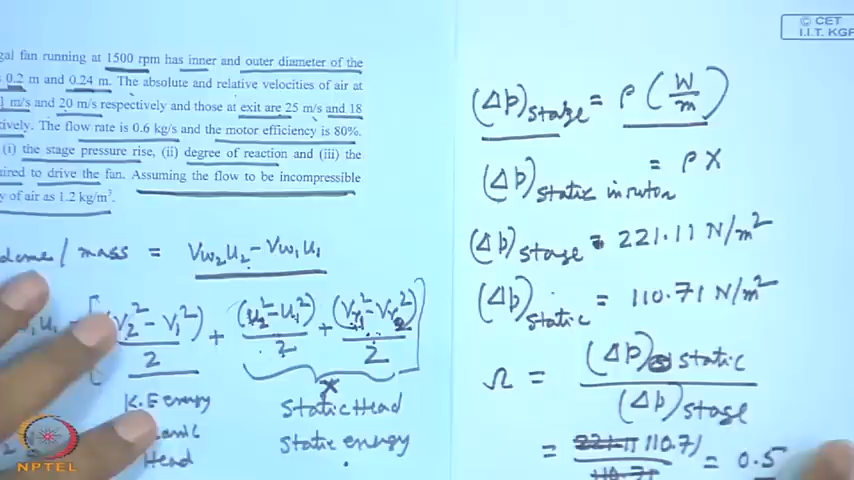 © CET
I.I.T. KGP
gal fan running at 1500 rpm has inner and outer diameter of the
0.2 m and 0.24 m. The absolute and relative velocities of air at
1 m/s and 20 m/s respectively and those at exit are 25 m/s and 18
tively. The flow rate is 0.6 kg/s and the motor efficiency is 80%.
(i) the stage pressure rise, (ii) degree of reaction and (iii) the
ired to drive the fan. Assuming the flow to be incompressible
y of air as 1.2 kg/m³.
done / mass = Vw₂u₂ - Vw₁u₁
[(V₂² - V₁²)/2 + (u₂² - u₁²)/2 + (Vr₁² - Vr₂²)/2]
K.E energy
Head
X
Static Head
Static energy
(Δp)stage = ρ (W/m)
(Δp)static in rotor = ρX
(Δp)stage = 221.11 N/m²
(Δp)static = 110.71 N/m²
Ω = (Δp)static / (Δp)stage
= 110.71 / = 0.5
NPTEL